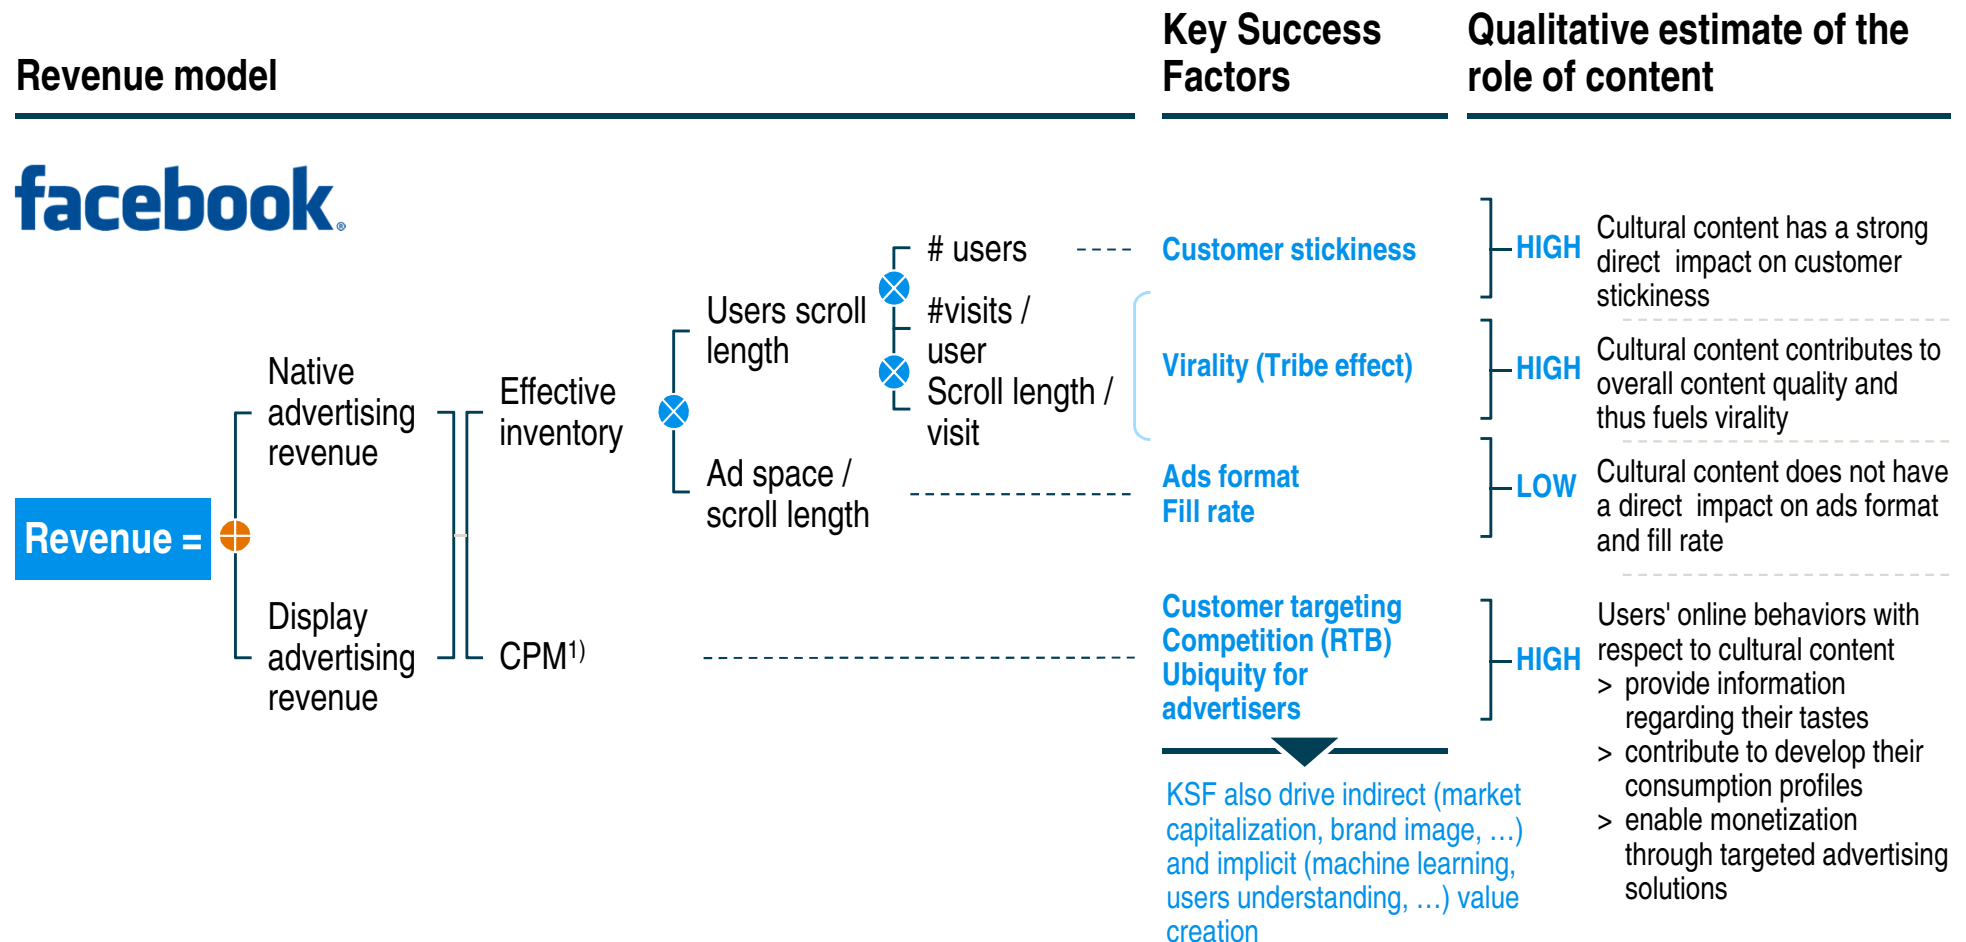 Revenue model
Key Success
Factors
Qualitative estimate of the
role of content
facebook®
Revenue =
Native
advertising
revenue
Display
advertising
revenue
Effective
inventory
CPM1)
Users scroll
length
Ad space /
scroll length
# users
#visits /
user
Scroll length /
visit
Customer stickiness
Virality (Tribe effect)
Ads format
Fill rate
Customer targeting
Competition (RTB)
Ubiquity for
advertisers
KSF also drive indirect (market
capitalization, brand image, …)
and implicit (machine learning,
users understanding, …) value
creation
HIGH
Cultural content has a strong
direct impact on customer
stickiness
HIGH
Cultural content contributes to
overall content quality and
thus fuels virality
LOW
Cultural content does not have
a direct impact on ads format
and fill rate
HIGH
Users' online behaviors with
respect to cultural content
> provide information
regarding their tastes
> contribute to develop their
consumption profiles
> enable monetization
through targeted advertising
solutions